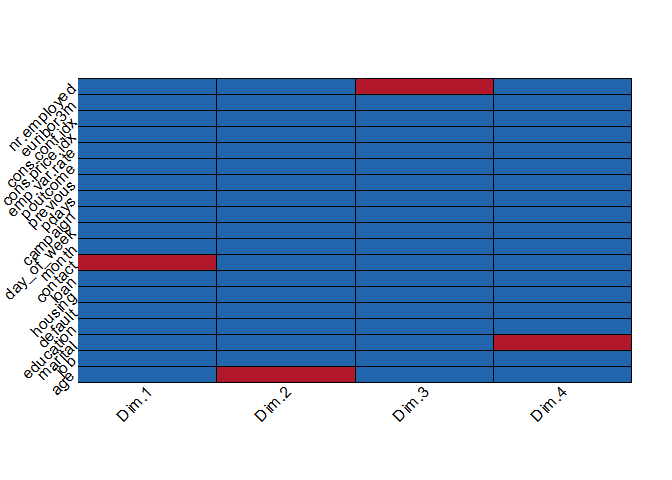 nr.employed
euribor3m
cons.conf.idx
cons.price.idx
emp.var.rate
poutcome
previous
pdays
campaign
day_of_week
month
contact
loan
housing
default
education
marital
job
age
Dim.1
Dim.2
Dim.3
Dim.4